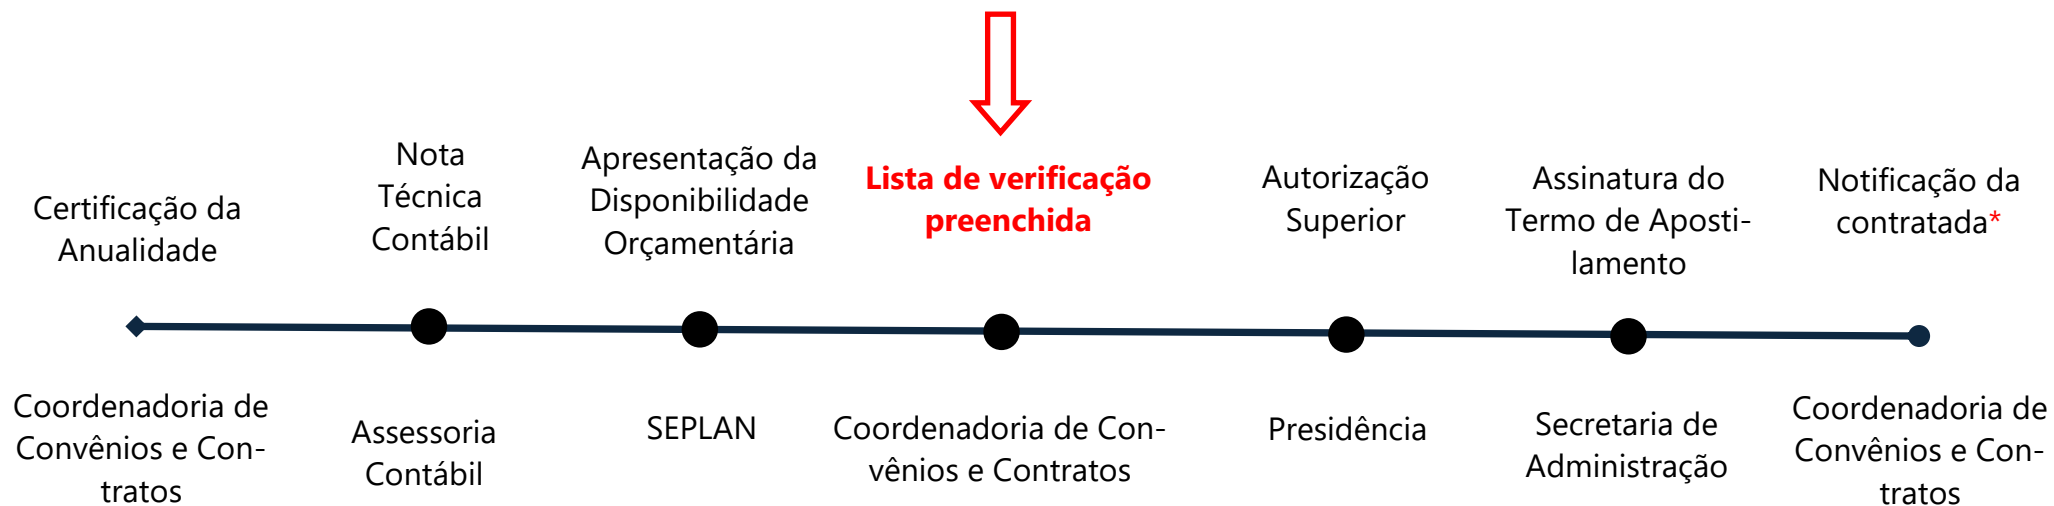 Certificação da
Anualidade
Nota
Técnica
Contábil
Apresentação da
Disponibilidade
Orçamentária
Lista de verificação
preenchida
Autorização
Superior
Assinatura do
Termo de Aposti-
lamento
Notificação da
contratada*
Coordenadoria de
Convênios e Con-
tratos
Assessoria
Contábil
SEPLAN
Coordenadoria de Con-
vênios e Contratos
Presidência
Secretaria de
Administração
Coordenadoria de
Convênios e Con-
tratos